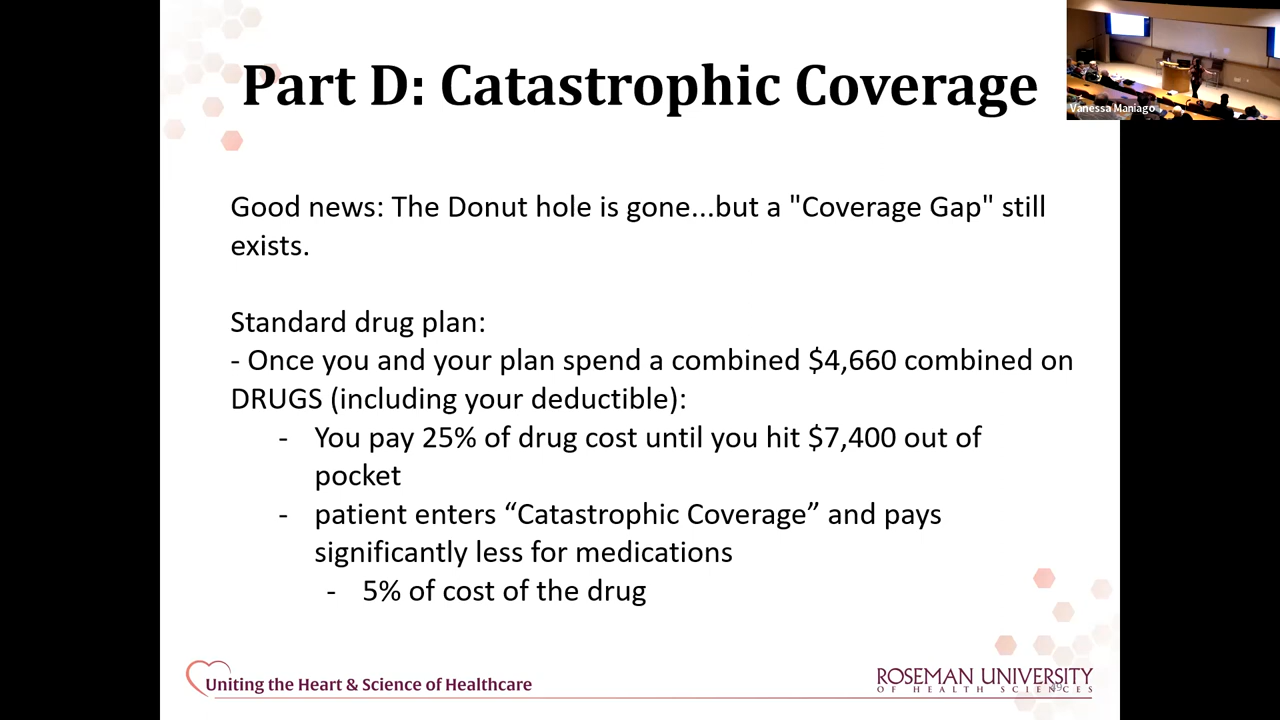 Part D: Catastrophic Coverage
Vanessa Maniago
Good news: The Donut hole is gone...but a "Coverage Gap" still
exists.
Standard drug plan:
- Once you and your plan spend a combined $4,660 combined on
DRUGS (including your deductible):
- You pay 25% of drug cost until you hit $7,400 out of
pocket
- patient enters “Catastrophic Coverage” and pays
significantly less for medications
- 5% of cost of the drug
Uniting the Heart & Science of Healthcare
ROSEMAN UNIVERSITY
OF HEALTH SCIENCES